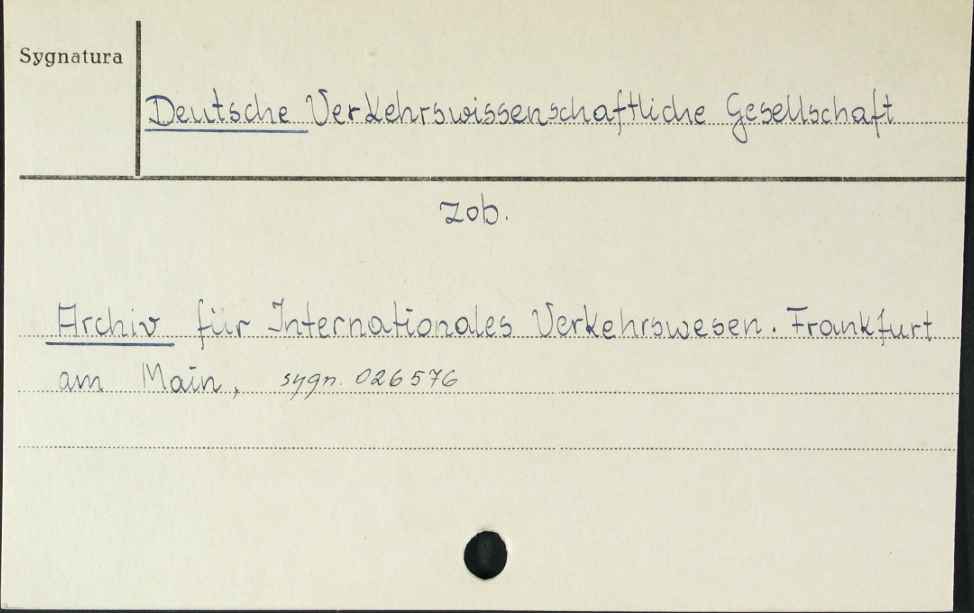 Sygnatura
Deutsche Verkehrswissenschaftliche Gesellschaft
zob.
Archiv für Internationales Verkehrswesen. Frankfurt
am Main, sygn. 026576